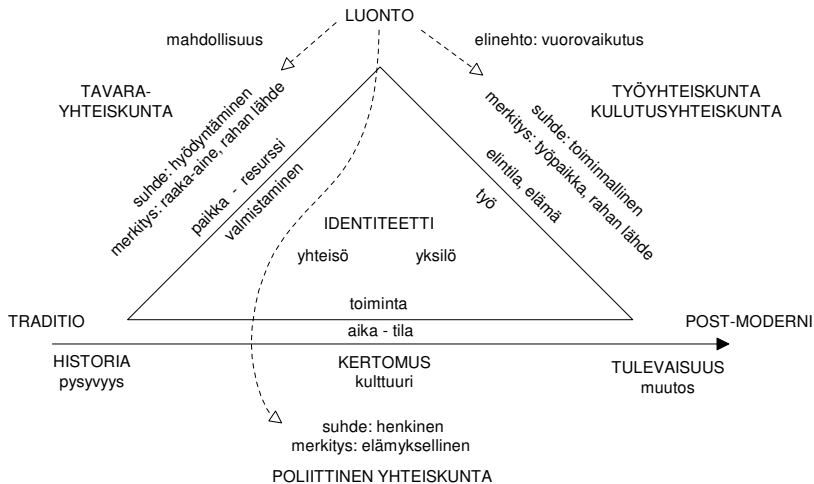 LUONTO
mahdollisuus
elinehto: vuorovaikutus
TAVARA-
YHTEISKUNTA
TYÖYHTEISKUNTA
KULUTUSYHTEISKUNTA
suhde: hyödyntäminen
merkitys: raaka-aine, rahan lähde
paikka - resurssi
valmistaminen
suhde: toiminnallinen
merkitys: työpaikka, rahan lähde
elintila, elämä
työ
IDENTITEETTI
yhteisö
yksilö
toiminta
TRADITIO
aika - tila
POST-MODERNI
HISTORIA
pysyvyys
KERTOMUS
kulttuuri
TULEVAISUUS
muutos
suhde: henkinen
merkitys: elämyksellinen
POLIITTINEN YHTEISKUNTA